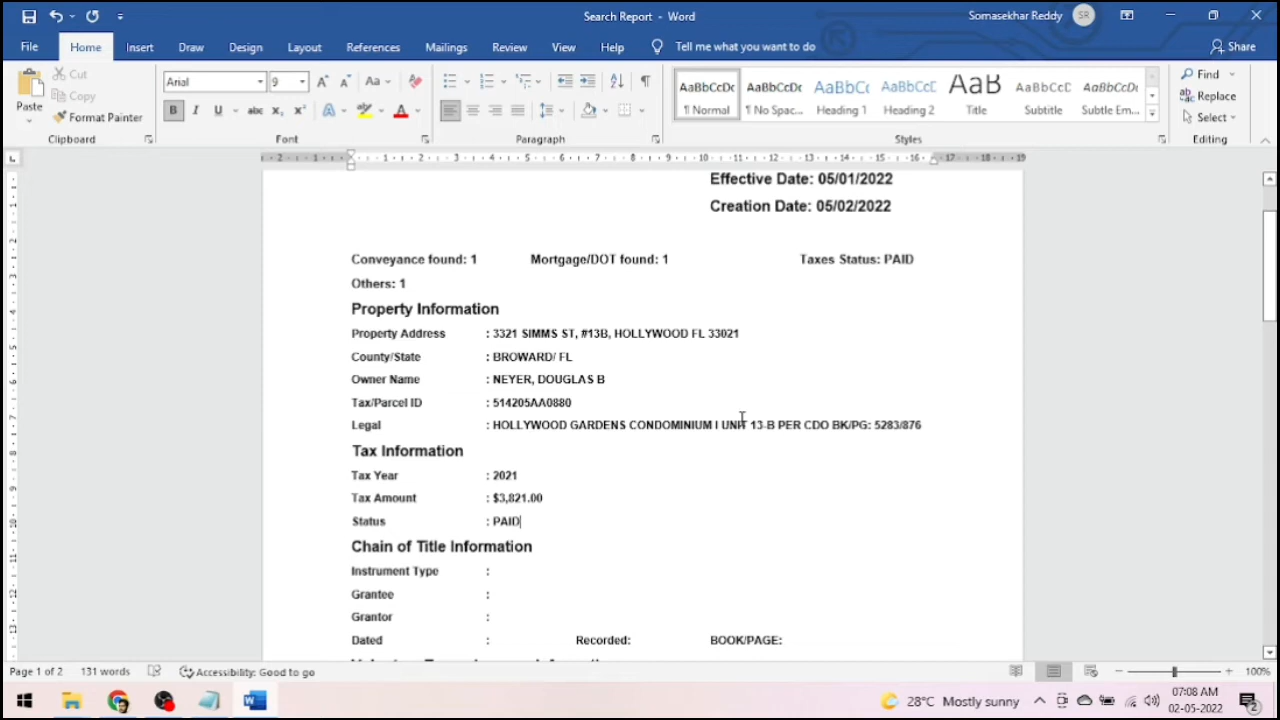 Search Report - Word
Somasekhar Reddy SR
File Home Insert Draw Design Layout References Mailings Review View Help Tell me what you want to do Share
Paste Cut Copy Format Painter
Clipboard
Arial 9
Aa
B I U abc
Font
Paragraph
AaBbCcDc ¶ Normal
AaBbCcDc ¶ No Spac...
AaBbCc Heading 1
AaBbCcC Heading 2
AaB Title
AaBbCcC Subtitle
AaBbCcDc Subtle Em...
Styles
Find
Replace
Select
Editing
Effective Date: 05/01/2022
Creation Date: 05/02/2022
Conveyance found: 1 Mortgage/DOT found: 1 Taxes Status: PAID
Others: 1
Property Information
Property Address : 3321 SIMMS ST, #13B, HOLLYWOOD FL 33021
County/State : BROWARD/ FL
Owner Name : NEYER, DOUGLAS B
Tax/Parcel ID : 514205AA0880
Legal : HOLLYWOOD GARDENS CONDOMINIUM I UNIT 13-B PER CDO BK/PG: 5283/876
Tax Information
Tax Year : 2021
Tax Amount : $3,821.00
Status : PAID
Chain of Title Information
Instrument Type :
Grantee :
Grantor :
Dated : Recorded: BOOK/PAGE:
Page 1 of 2 131 words Accessibility: Good to go 100%
28°C Mostly sunny 07:08 AM
02-05-2022
2